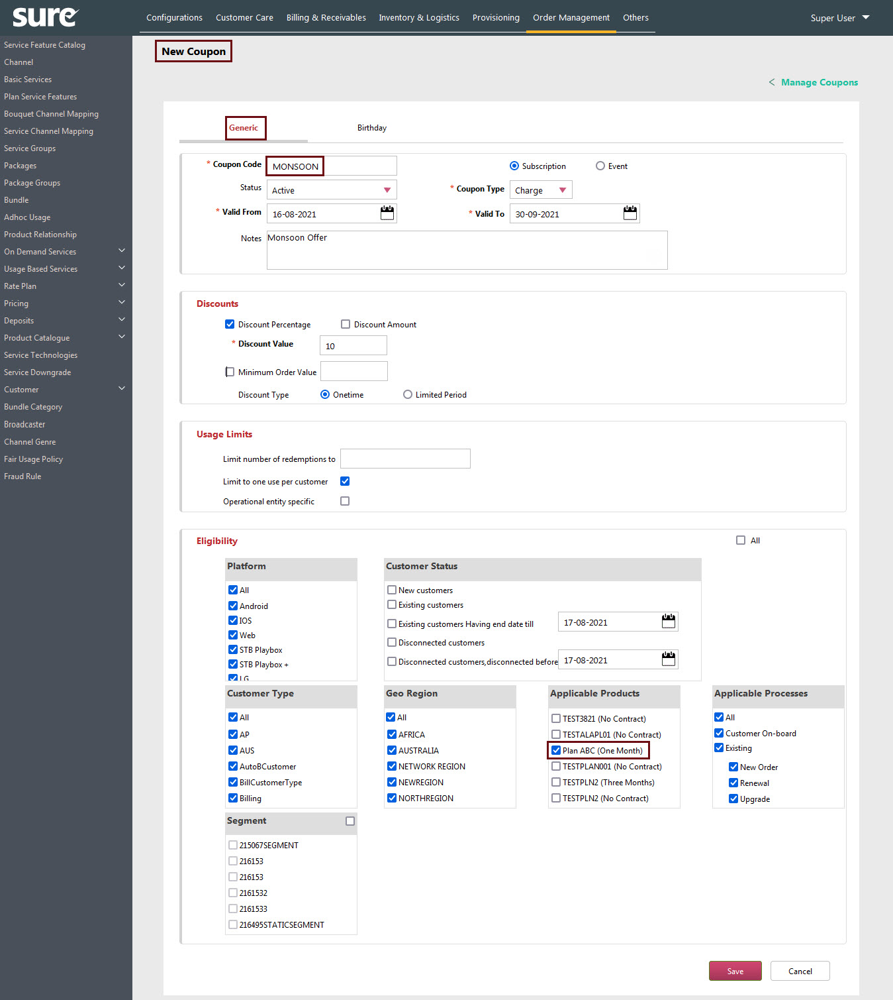 sure
Configurations Customer Care Billing & Receivables Inventory & Logistics Provisioning Order Management Others Super User
Service Feature Catalog
Channel
Basic Services
Plan Service Features
Bouquet Channel Mapping
Service Channel Mapping
Service Groups
Packages
Package Groups
Bundle
Adhoc Usage
Product Relationship
On Demand Services
Usage Based Services
Rate Plan
Pricing
Deposits
Product Catalogue
Service Technologies
Service Downgrade
Customer
Bundle Category
Broadcaster
Channel Genre
Fair Usage Policy
Fraud Rule
New Coupon
< Manage Coupons
Generic Birthday
* Coupon Code MONSOON Subscription Event
Status Active * Coupon Type Charge
* Valid From 16-08-2021 * Valid To 30-09-2021
Notes Monsoon Offer
Discounts
Discount Percentage Discount Amount
* Discount Value 10
Minimum Order Value
Discount Type Onetime Limited Period
Usage Limits
Limit number of redemptions to
Limit to one use per customer
Operational entity specific
Eligibility All
Platform
All
Android
IOS
Web
STB Playbox
STB Playbox +
LG
Customer Status
New customers
Existing customers
Existing customers Having end date till 17-08-2021
Disconnected customers
Disconnected customers,disconnected before 17-08-2021
Customer Type
All
AP
AUS
AutoBCustomer
BillCustomerType
Billing
Geo Region
All
AFRICA
AUSTRALIA
NETWORK REGION
NEWREGION
NORTHREGION
Applicable Products
TEST3821 (No Contract)
TESTALAPL01 (No Contract)
Plan ABC (One Month)
TESTPLAN001 (No Contract)
TESTPLN2 (Three Months)
TESTPLN2 (No Contract)
Applicable Processes
All
Customer On-board
Existing
New Order
Renewal
Upgrade
Segment
215067SEGMENT
216153
216153
2161532
2161533
216495STATICSEGMENT
Save Cancel